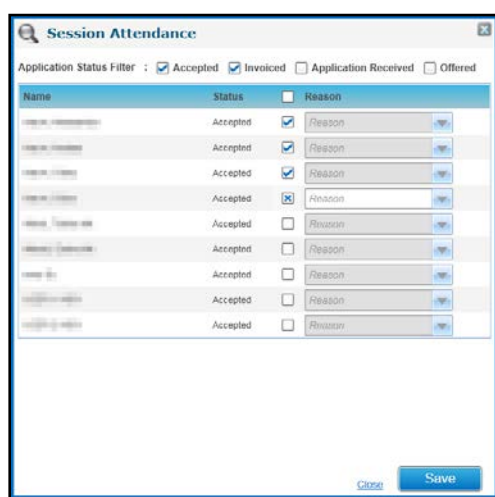 Session Attendance
Application Status Filter : Accepted Invoiced Application Received Offered
Name Status Reason
Accepted Reason
Accepted Reason
Accepted Reason
Accepted Reason
Accepted Reason
Accepted Reason
Accepted Reason
Accepted Reason
Accepted Reason
Close Save